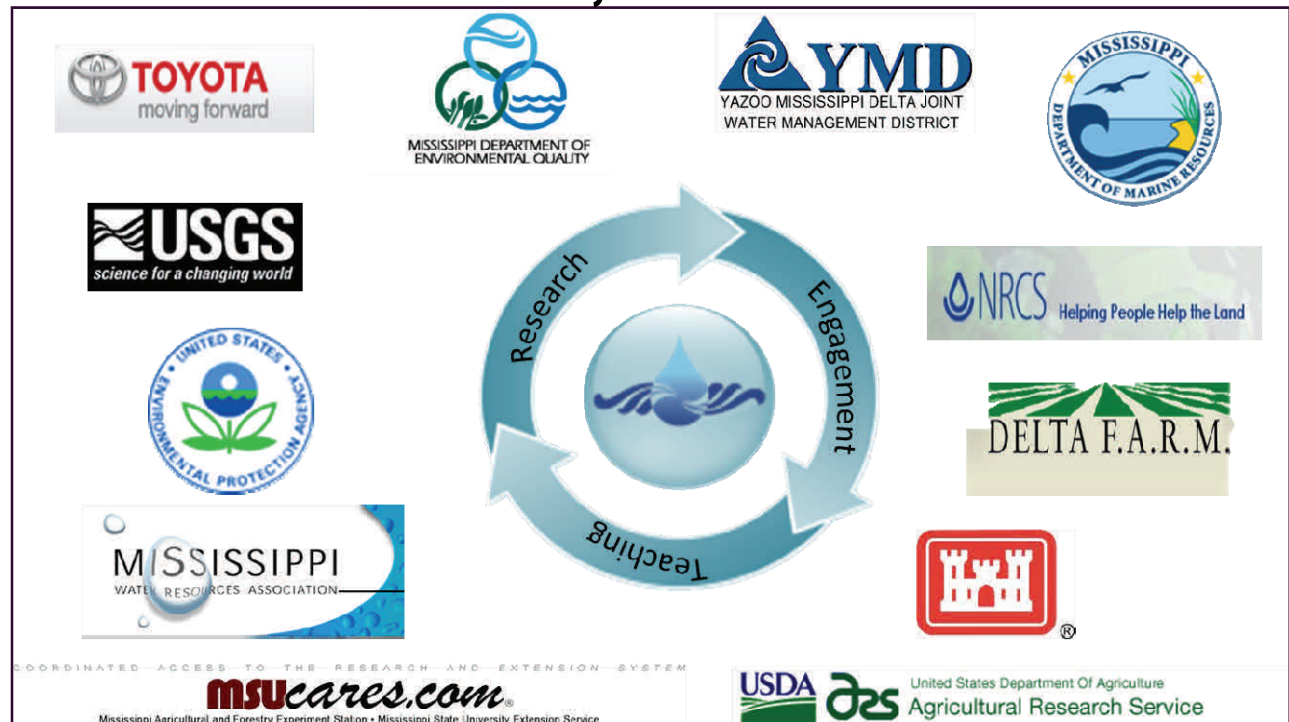 TOYOTA
moving forward
MISSISSIPPI DEPARTMENT OF
ENVIRONMENTAL QUALITY
YMD
YAZOO MISSISSIPPI DELTA JOINT
WATER MANAGEMENT DISTRICT
MISSISSIPPI
DEPARTMENT OF MARINE RESOURCES
USGS
science for a changing world
Research
Engagement
Teaching
NRCS Helping People Help the Land
UNITED STATES
ENVIRONMENTAL PROTECTION AGENCY
DELTA F.A.R.M.
MISSISSIPPI
WATER RESOURCES ASSOCIATION
®
COORDINATED ACCESS TO THE RESEARCH AND EXTENSION SYSTEM
msucares.com®
Mississippi Agricultural and Forestry Experiment Station • Mississippi State University Extension Service
USDA ars
United States Department Of Agriculture
Agricultural Research Service